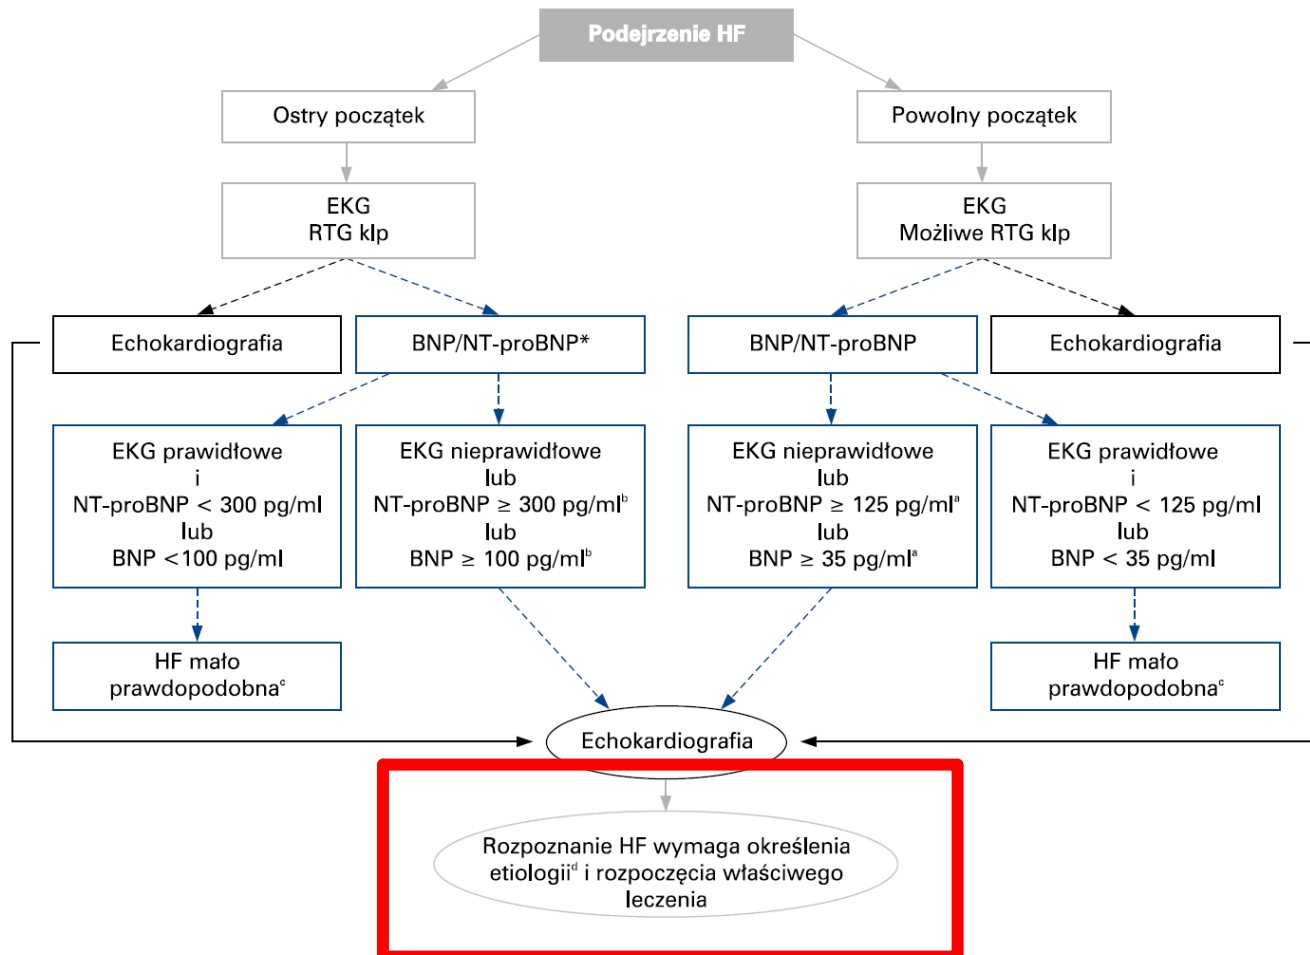 Podejrzenie HF
Ostry początek
Powolny początek
EKG
RTG klp
EKG
Możliwe RTG klp
Echokardiografia
BNP/NT-proBNP*
BNP/NT-proBNP
Echokardiografia
EKG prawidłowe
i
NT-proBNP < 300 pg/ml
lub
BNP <100 pg/ml
EKG nieprawidłowe
lub
NT-proBNP ≥ 300 pg/mlᵇ
lub
BNP ≥ 100 pg/mlᵇ
EKG nieprawidłowe
lub
NT-proBNP ≥ 125 pg/mlᵃ
lub
BNP ≥ 35 pg/mlᵃ
EKG prawidłowe
i
NT-proBNP < 125 pg/ml
lub
BNP < 35 pg/ml
HF mało
prawdopodobnaᶜ
HF mało
prawdopodobnaᶜ
Echokardiografia
Rozpoznanie HF wymaga określenia
etiologiiᵈ i rozpoczęcia właściwego
leczenia